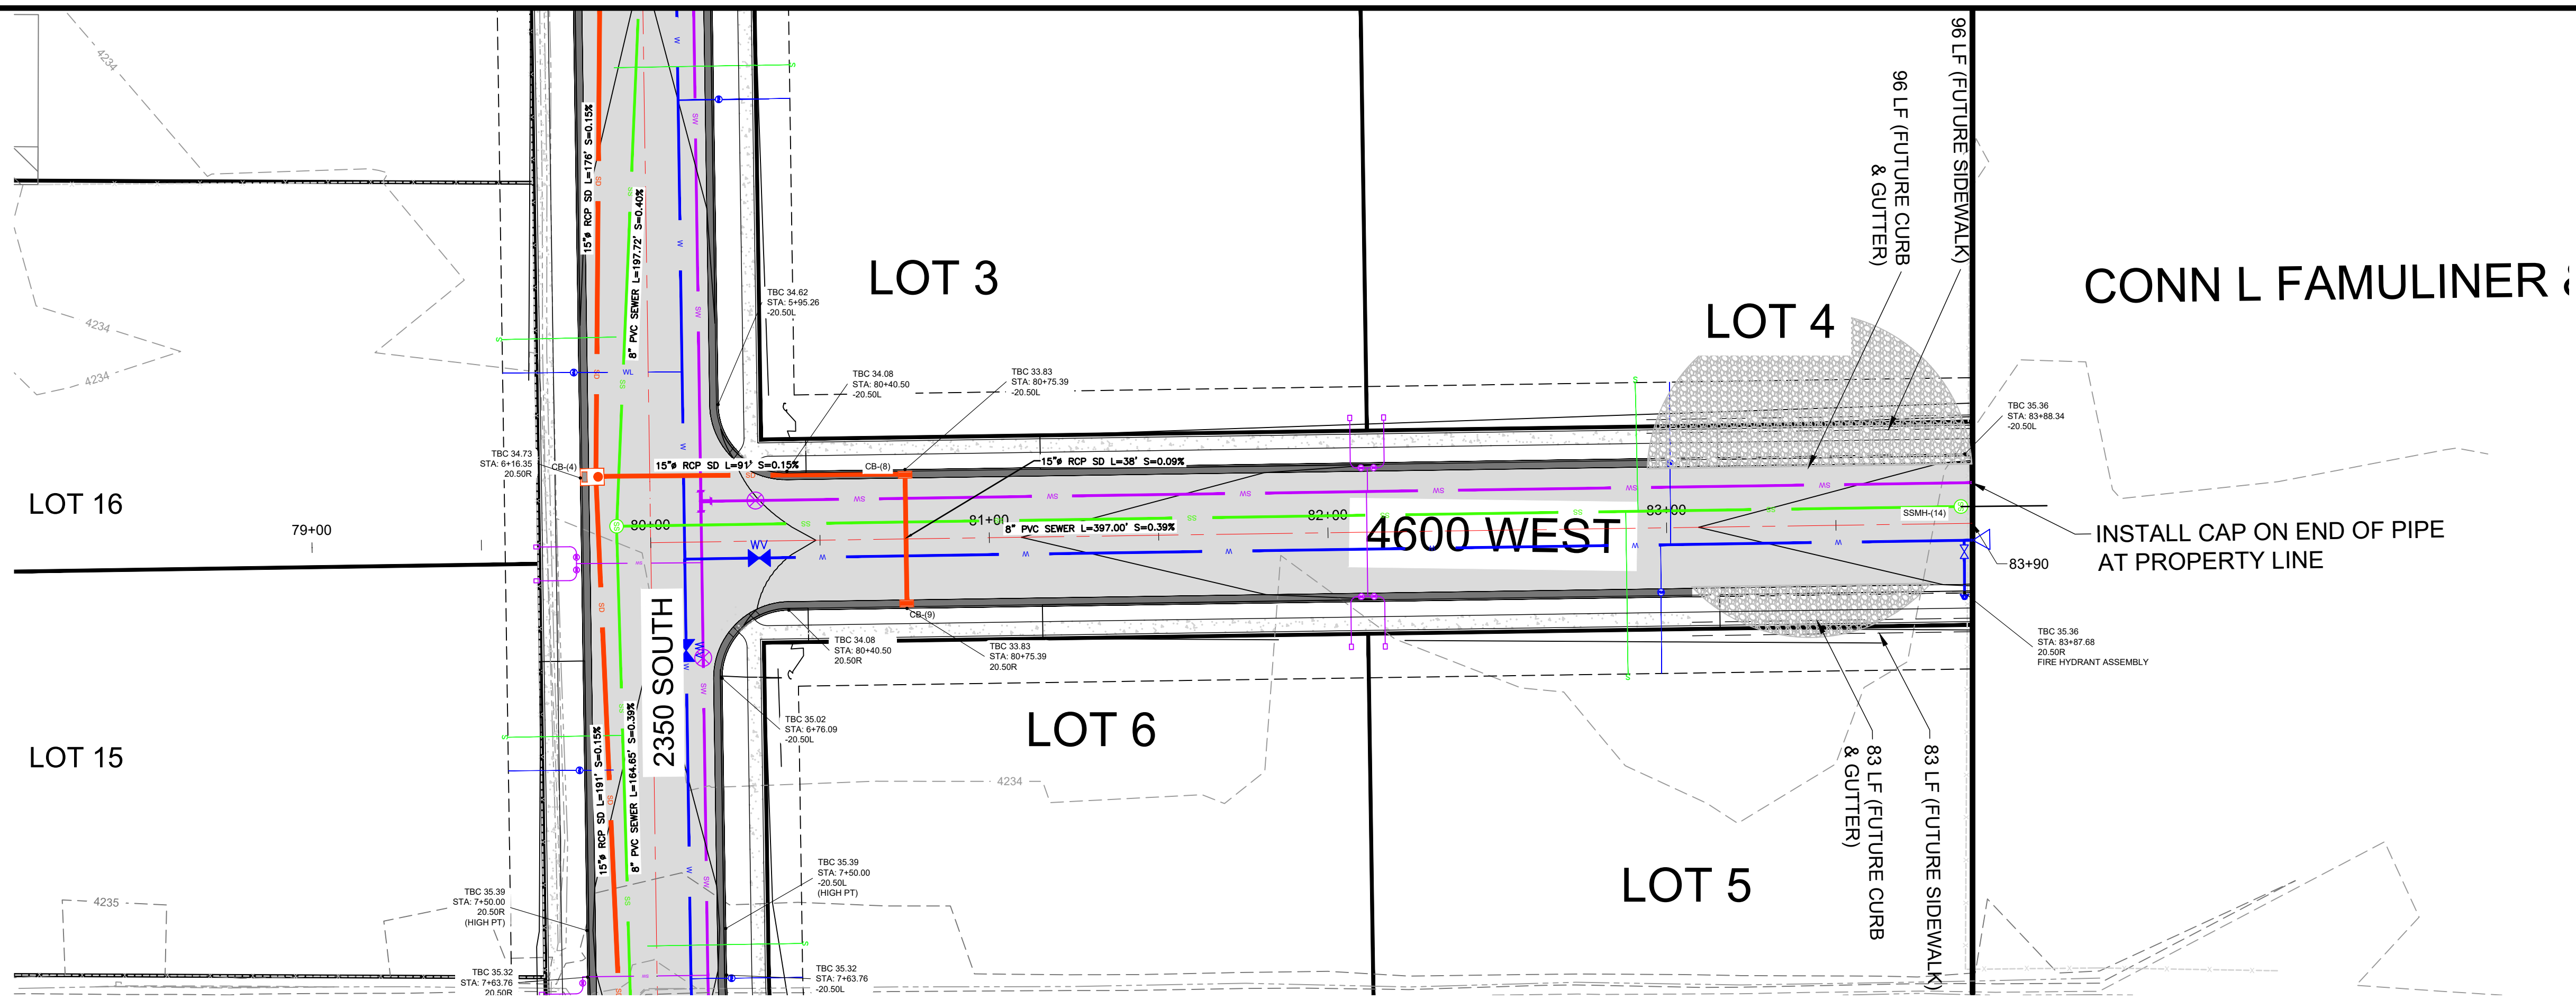 4234
96 LF (FUTURE SIDEWALK)
96 LF (FUTURE CURB
& GUTTER)
15"ø RCP SD L=176' S=0.15%
8" PVC SEWER L=197.72' S=0.40%
LOT 3
LOT 4
CONN L FAMULINER &
TBC 34.62
STA: 5+95.26
-20.50L
4234
4234
WL
TBC 34.08
STA: 80+40.50
-20.50L
TBC 33.83
STA: 80+75.39
-20.50L
TBC 35.36
STA: 83+88.34
-20.50L
TBC 34.73
STA: 6+16.35
20.50R
CB-(4)
15"ø RCP SD L=91' S=0.15%
CB-(8)
15"ø RCP SD L=38' S=0.09%
LOT 16
79+00
80+00
81+00
82+00
83+00
8" PVC SEWER L=397.00' S=0.39%
4600 WEST
SSMH-(14)
INSTALL CAP ON END OF PIPE
AT PROPERTY LINE
83+90
WV
WV
CB-(9)
2350 SOUTH
TBC 34.08
STA: 80+40.50
20.50R
TBC 33.83
STA: 80+75.39
20.50R
TBC 35.36
STA: 83+87.68
20.50R
FIRE HYDRANT ASSEMBLY
TBC 35.02
STA: 6+76.09
-20.50L
LOT 6
LOT 15
15"ø RCP SD L=191' S=0.15%
8" PVC SEWER L=164.65' S=0.39%
4234
83 LF (FUTURE CURB
& GUTTER)
83 LF (FUTURE SIDEWALK)
LOT 5
TBC 35.39
STA: 7+50.00
-20.50L
(HIGH PT)
TBC 35.39
STA: 7+50.00
20.50R
(HIGH PT)
4235
TBC 35.32
STA: 7+63.76
20.50R
TBC 35.32
STA: 7+63.76
-20.50L